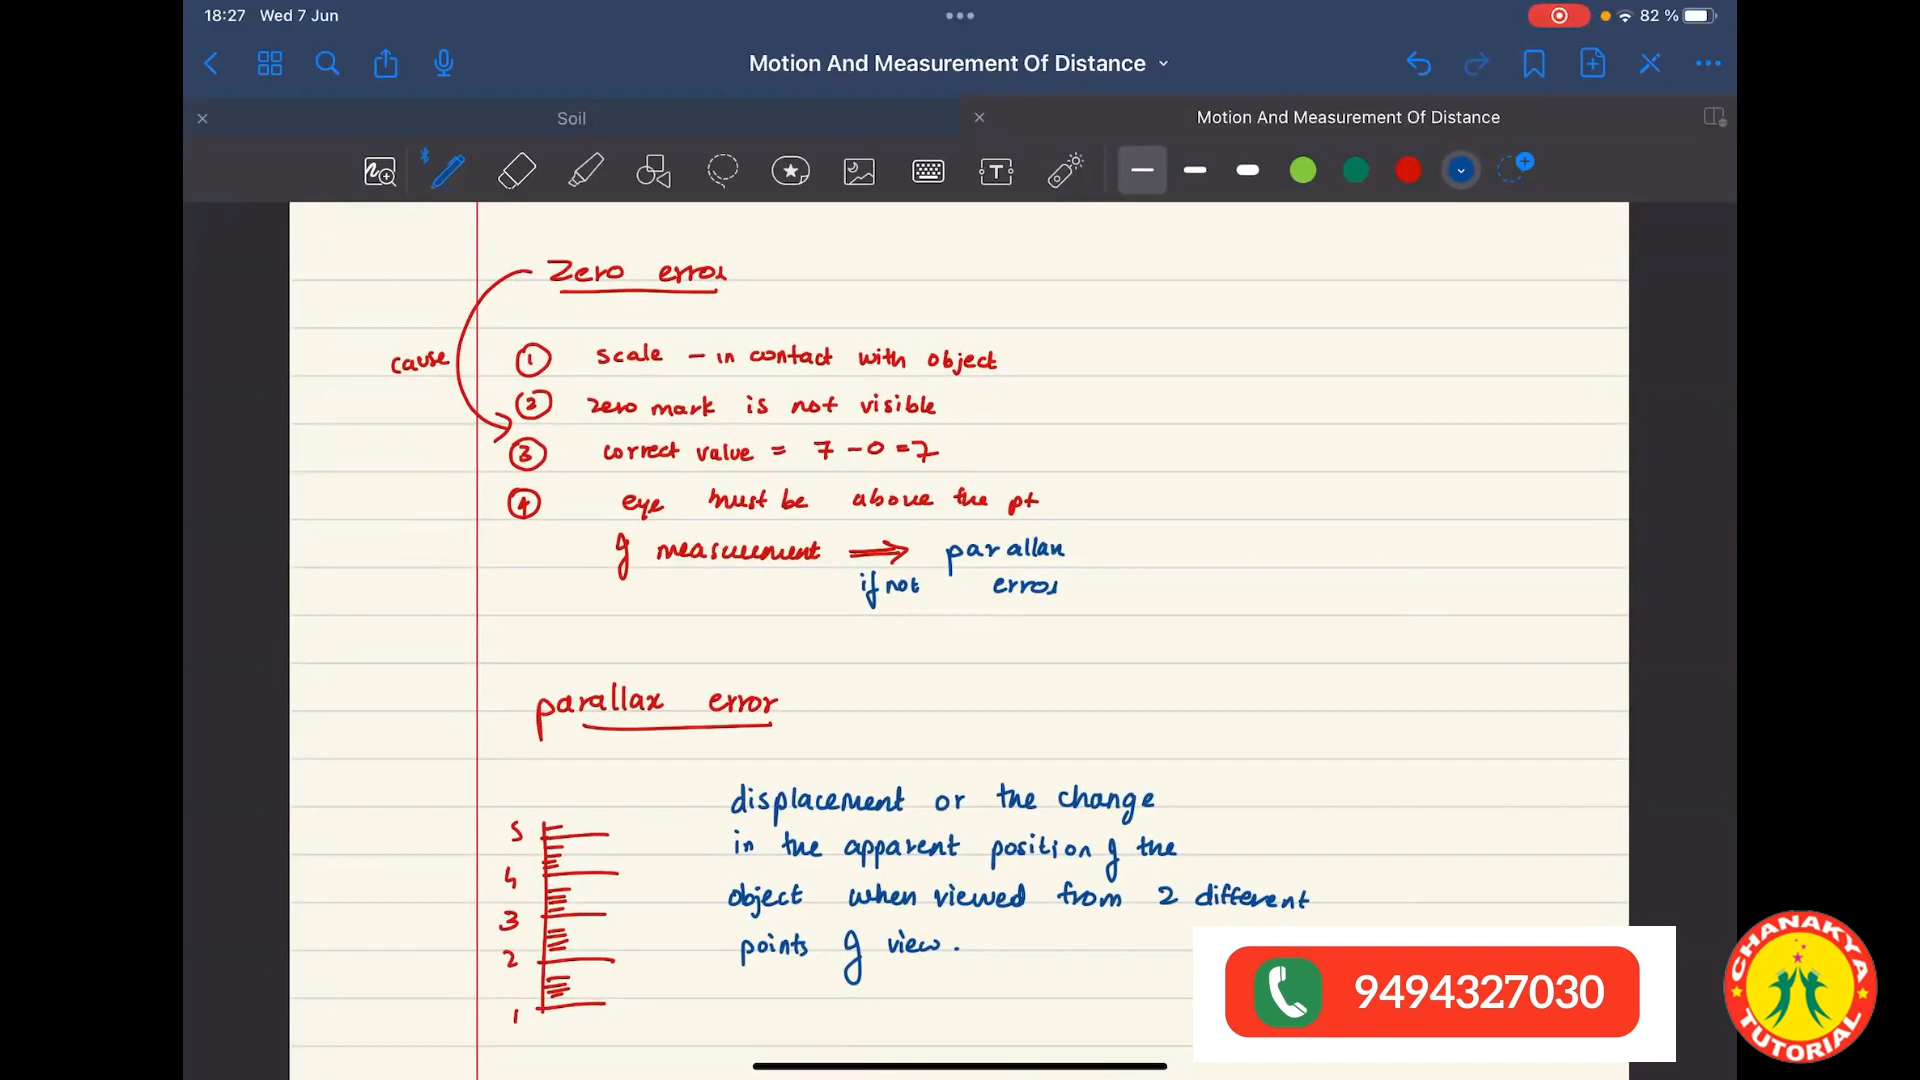 18:27 Wed 7 Jun
82 %
Motion And Measurement Of Distance
Soil
Motion And Measurement Of Distance
Zero error
cause
1 scale - in contact with object
2 zero mark is not visible
3 correct value = 7 - 0 = 7
4 eye must be above the pt
of measurement ⇒ parallax
if not error
parallax error
displacement or the change
in the apparent position of the
object when viewed from 2 different
points of view.
5
4
3
2
1
9494327030
CHANAKYA
TUTORIAL